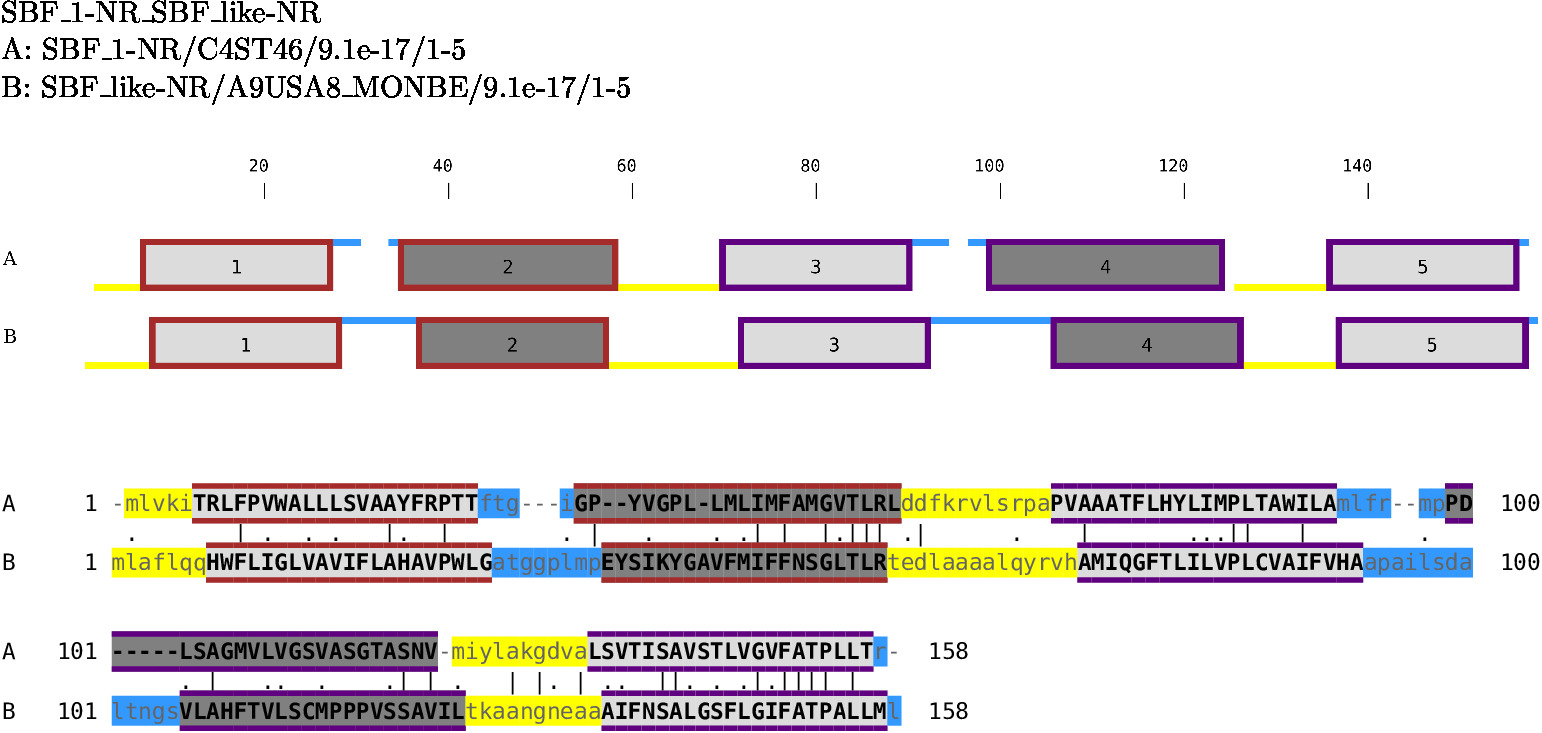 SBF_1-NR_SBF_like-NR
A: SBF_1-NR/C4ST46/9.1e-17/1-5
B: SBF_like-NR/A9USA8_MONBE/9.1e-17/1-5
20 40 60 80 100 120 140
A 1 2 3 4 5
B 1 2 3 4 5
A 1 -mlvkiTRLFPVWALLLSVAAYFRPTTftg---iGP--YVGPL-LMLIMFAMGVTLRLddfkrvlsrpaPVAAATFLHYLIMPLTAWILAmlfr--mpPD 100
B 1 mlaflqqHWFLIGLVAVIFLAHAVPWLGatggplmpEYSIKYGAVFMIFFNSGLTLRtedlaaaalqyrvhAMIQGFTLILVPLCVAIFVHAapailsda 100
A 101 -----LSAGMVLVGSVASGTASNV-miylakgdvaLSVTISAVSTLVGVFATPLLTr- 158
B 101 ltngsVLAHFTVLSCMPPPVSSAVILtkaangneaaAIFNSALGSFLGIFATPALLMl 158